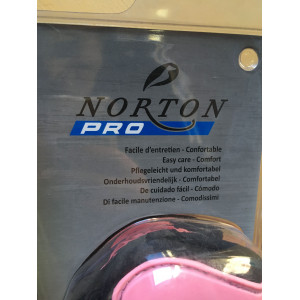 NORTON
PRO
Facile d'entretien - Confortable
Easy care - Comfort
Pflegeleicht und komfortabel
Onderhoudsvriendelijk - Comfortabel
De cuidado fácil - Cómodo
Di facile manutenzione - Comodissimi